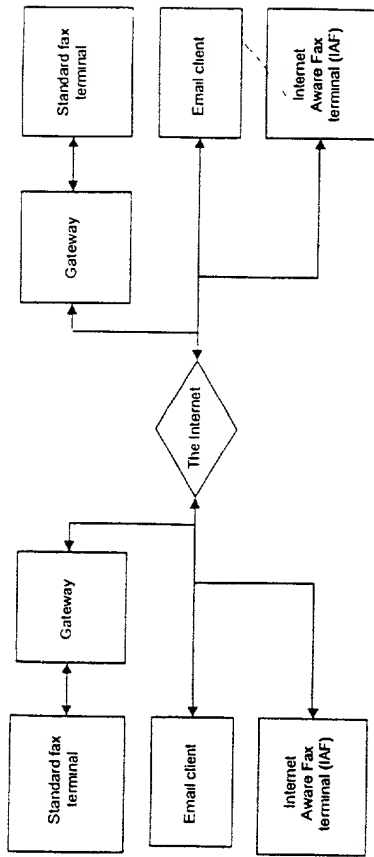 Standard fax
terminal
Gateway
Email client
Internet
Aware Fax
terminal (IAF)
The Internet
Gateway
Standard fax
terminal
Email client
Internet
Aware Fax
terminal (IAF)